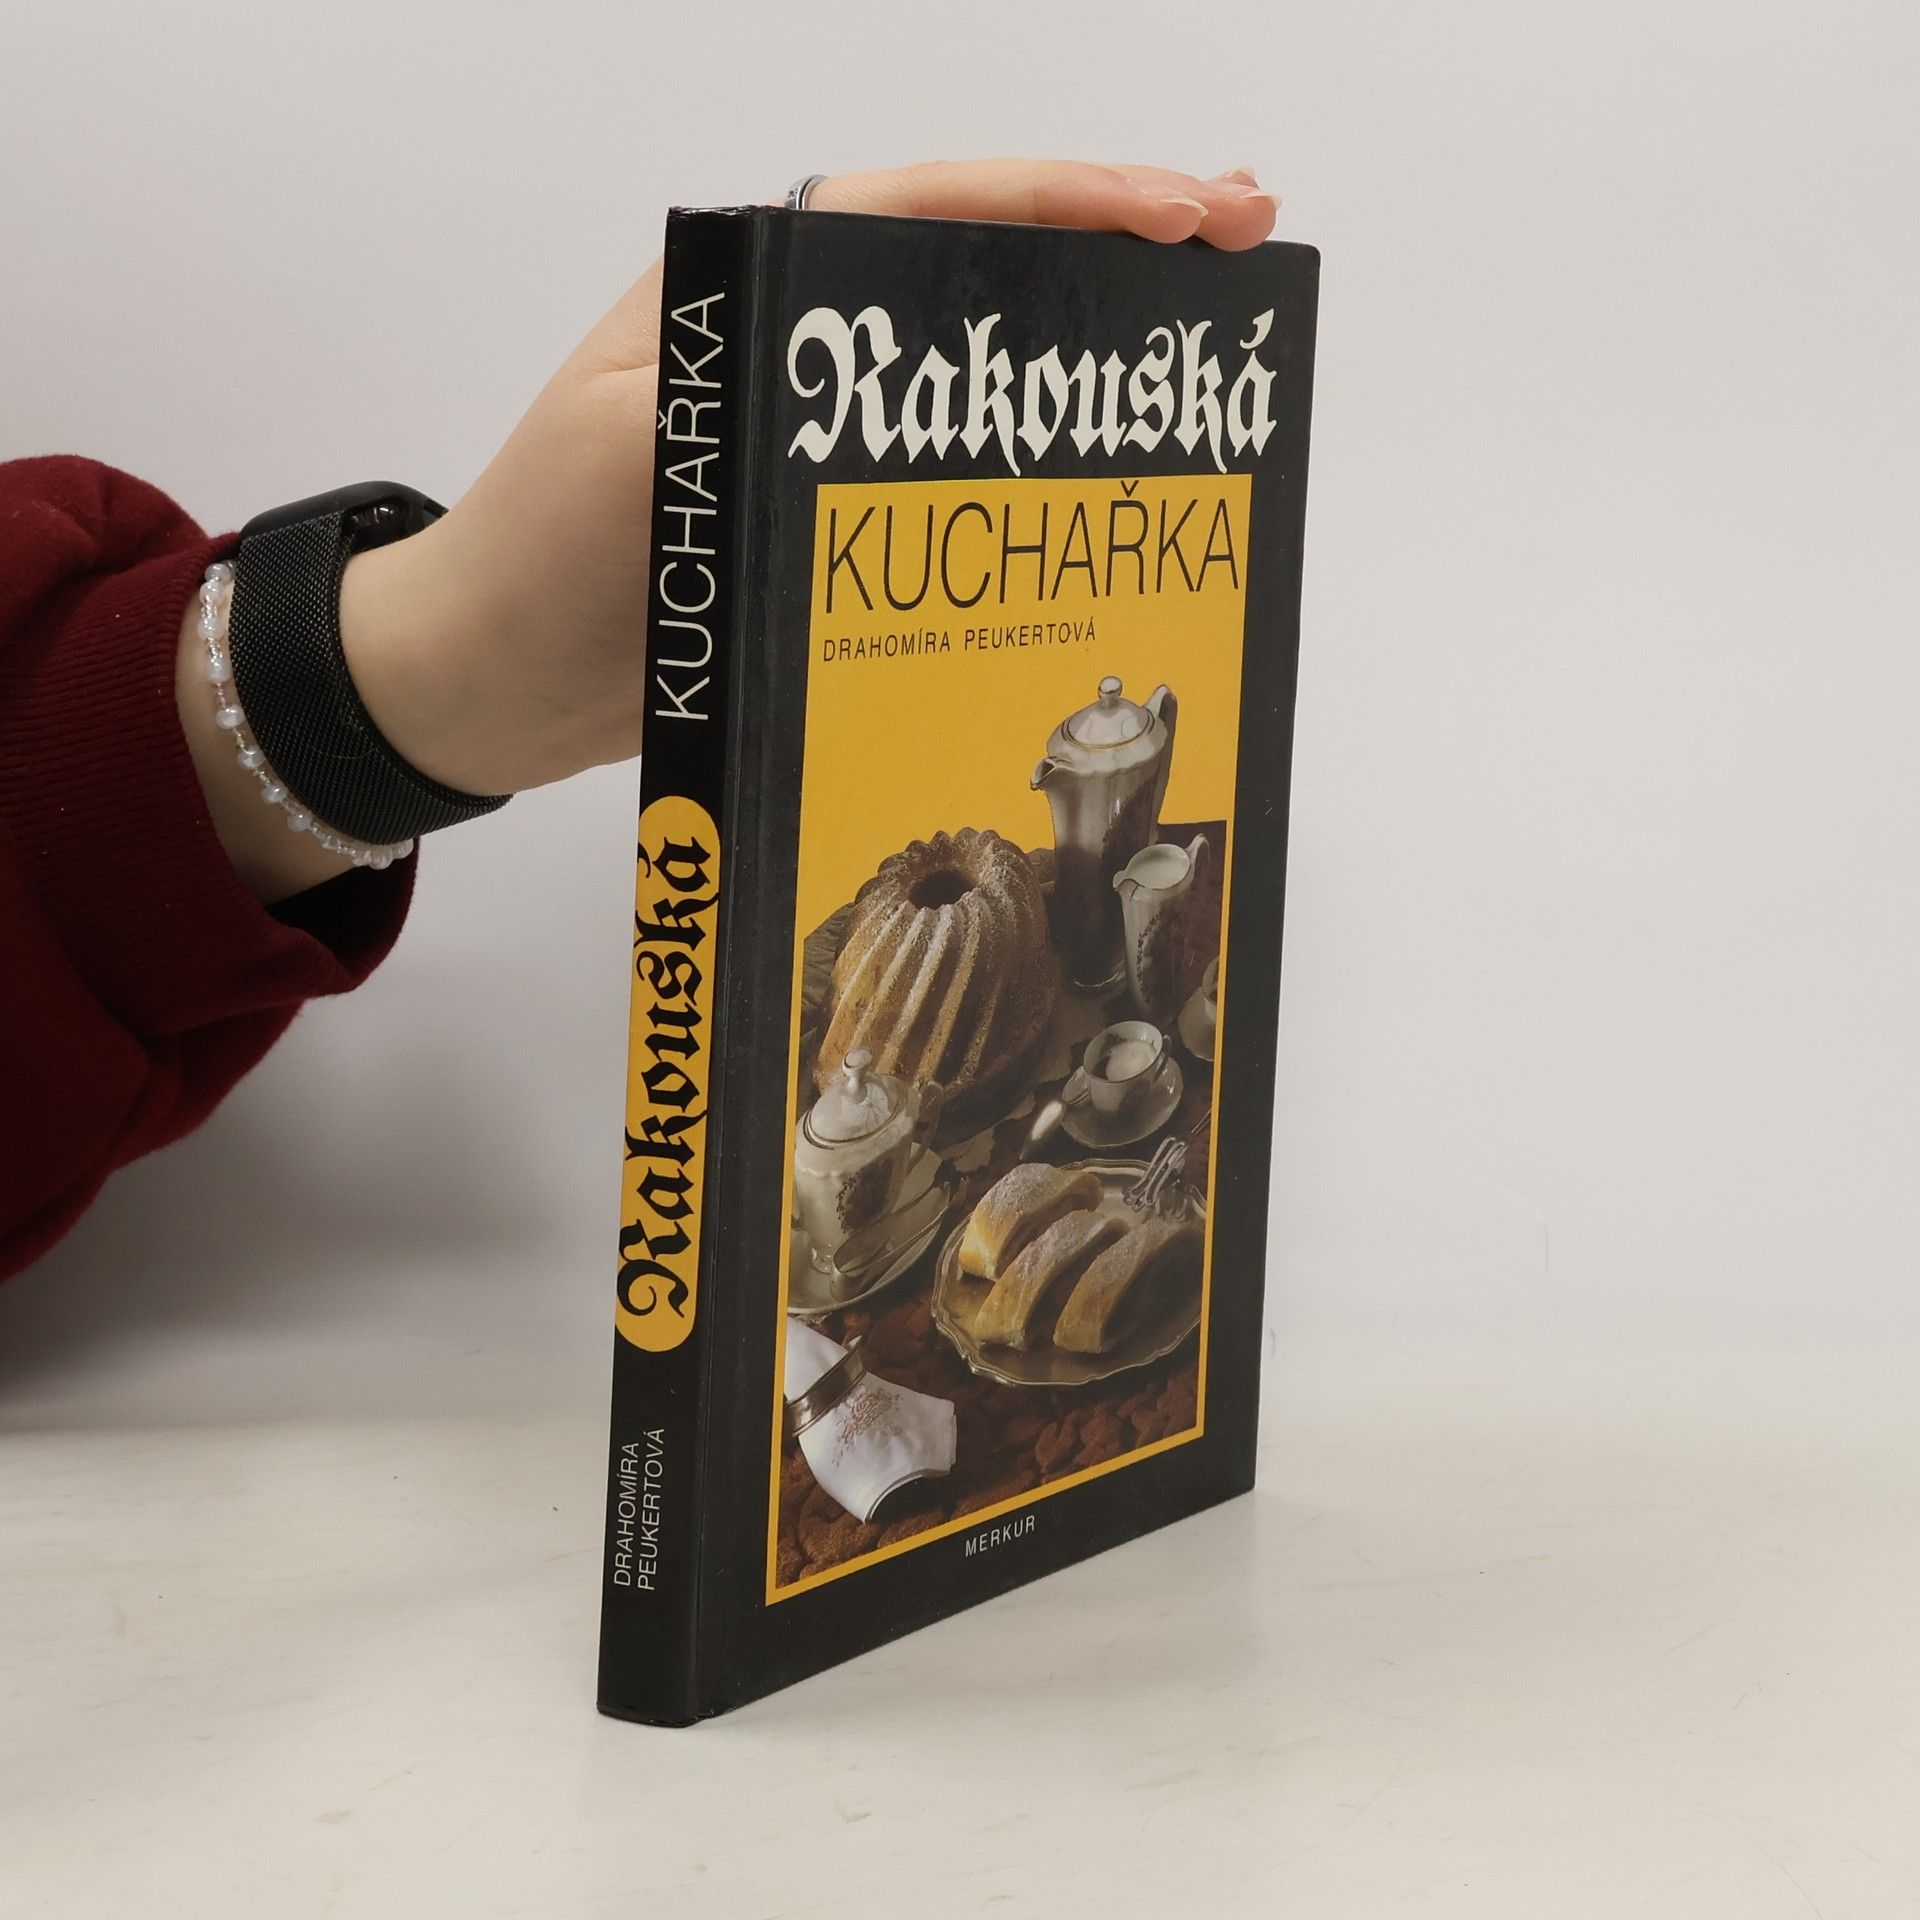 Rakouská
KUCHAŘKA
DRAHOMÍRA PEUKERTOVÁ
MERKUR
DRAHOMÍRA
PEUKERTOVÁ
Rakouská
KUCHAŘKA